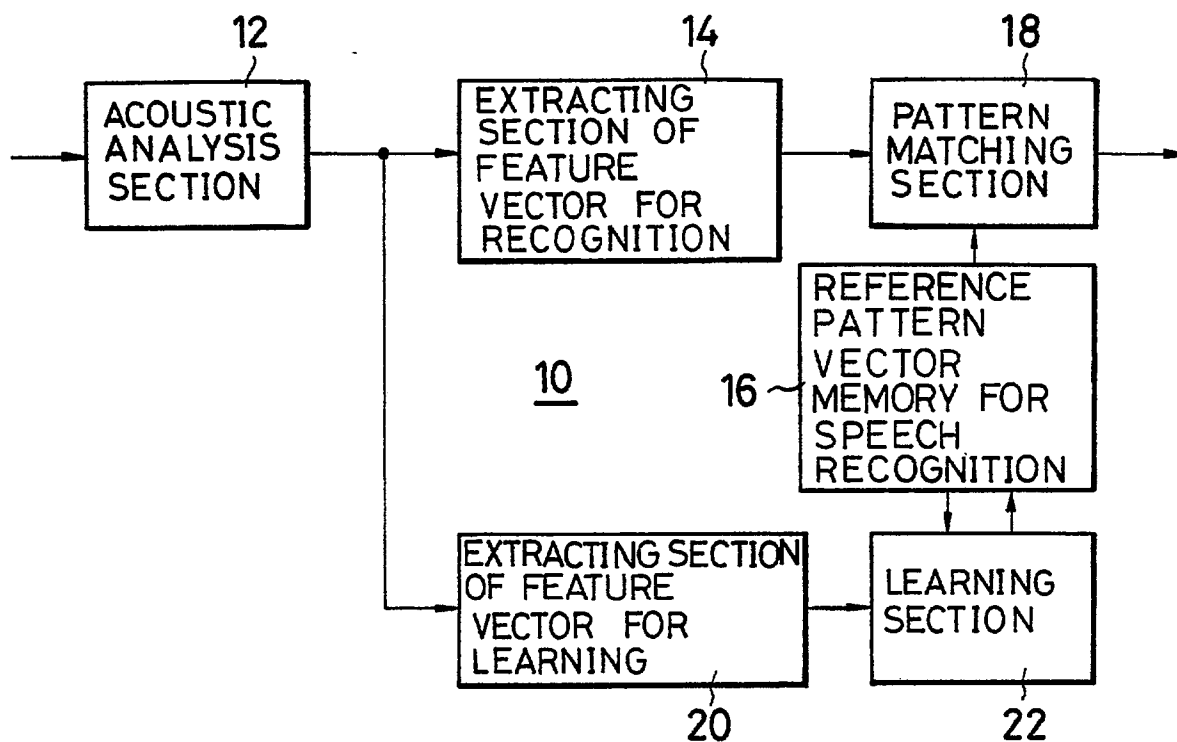 12
ACOUSTIC
ANALYSIS
SECTION
14
EXTRACTING
SECTION OF
FEATURE
VECTOR FOR
RECOGNITION
18
PATTERN
MATCHING
SECTION
10
16
REFERENCE
PATTERN
VECTOR
MEMORY FOR
SPEECH
RECOGNITION
EXTRACTING SECTION
OF FEATURE
VECTOR FOR
LEARNING
20
LEARNING
SECTION
22